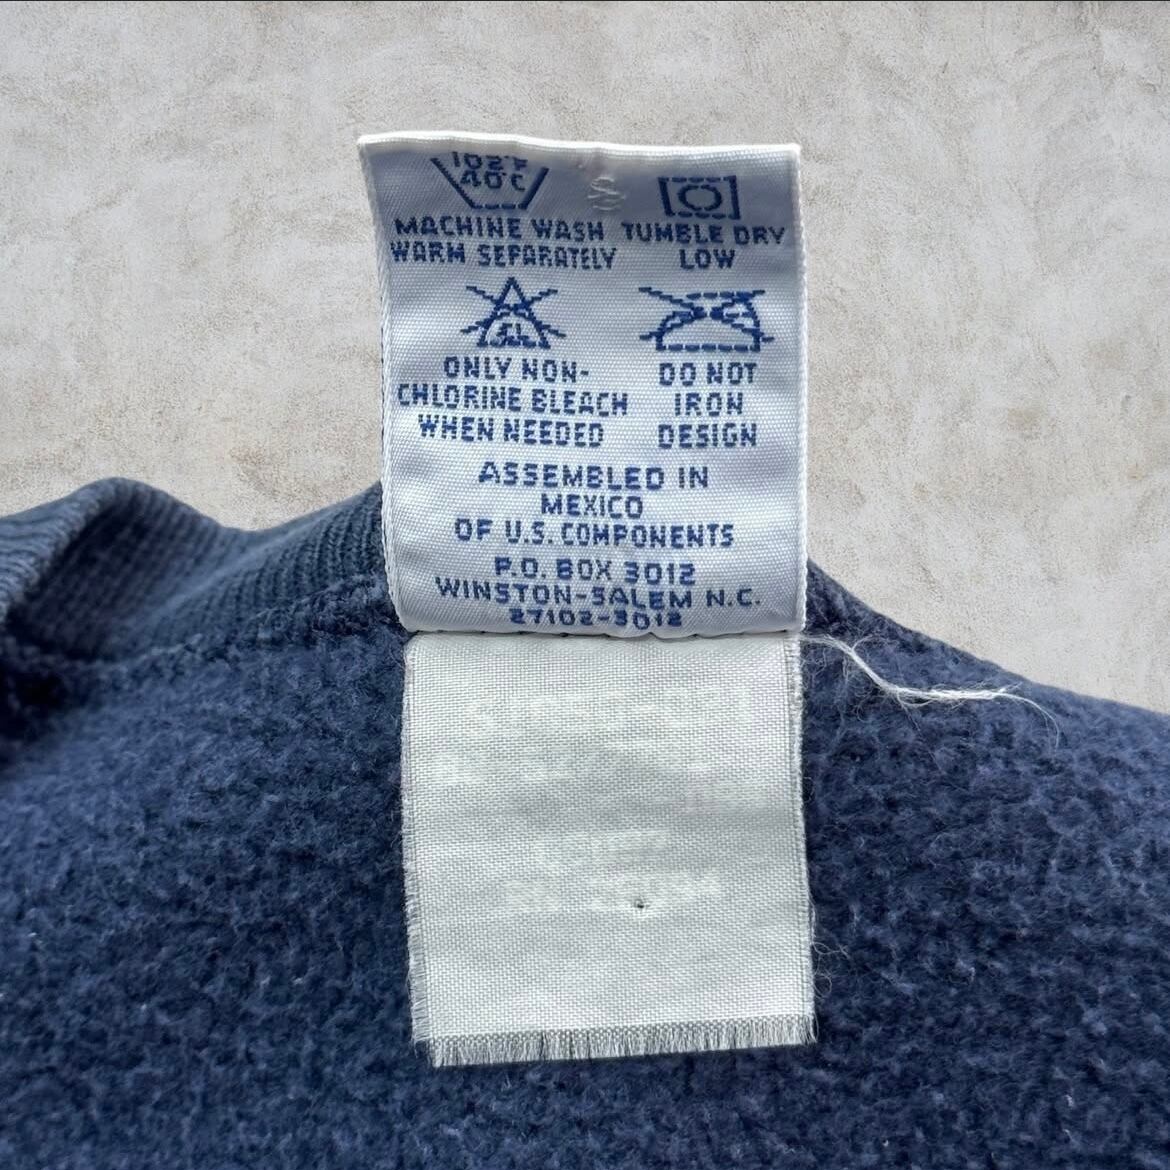 102°F
40°C
MACHINE WASH
WARM SEPARATELY
TUMBLE DRY
LOW
CL
ONLY NON-
CHLORINE BLEACH
WHEN NEEDED
DO NOT
IRON
DESIGN
ASSEMBLED IN
MEXICO
OF U.S. COMPONENTS
P.O. BOX 3012
WINSTON-SALEM N.C.
27102-3012